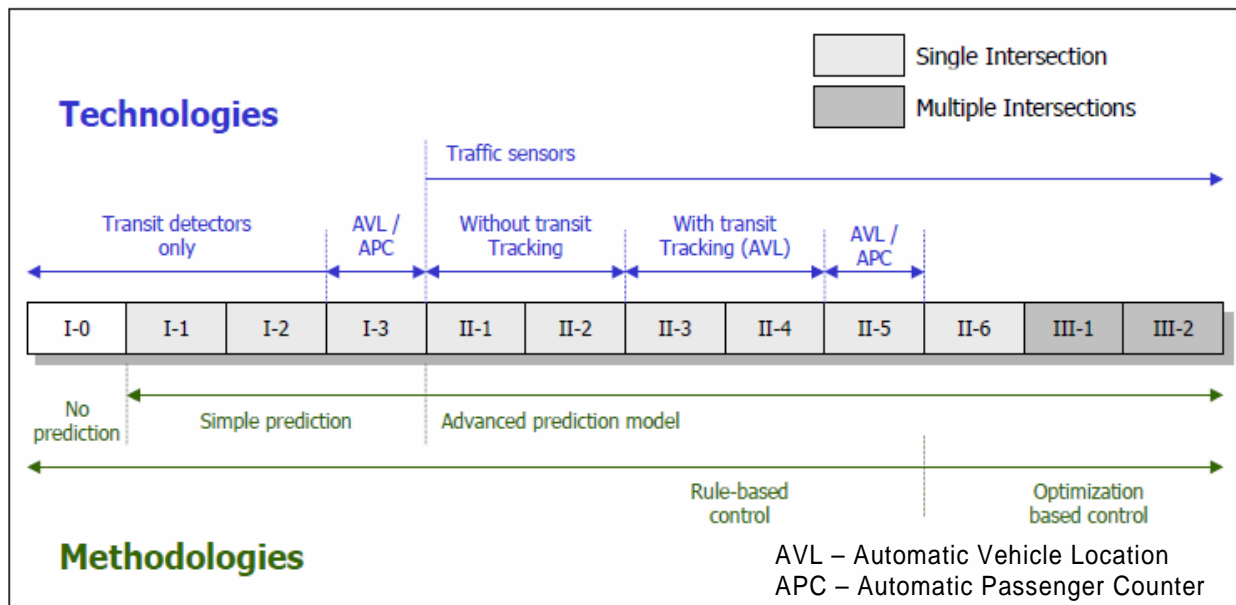 Single Intersection
Multiple Intersections
Technologies
Traffic sensors
Transit detectors
only
AVL /
APC
Without transit
Tracking
With transit
Tracking (AVL)
AVL /
APC
I-0 I-1 I-2 I-3 II-1 II-2 II-3 II-4 II-5 II-6 III-1 III-2
No
prediction
Simple prediction
Advanced prediction model
Rule-based
control
Optimization
based control
Methodologies
AVL – Automatic Vehicle Location
APC – Automatic Passenger Counter